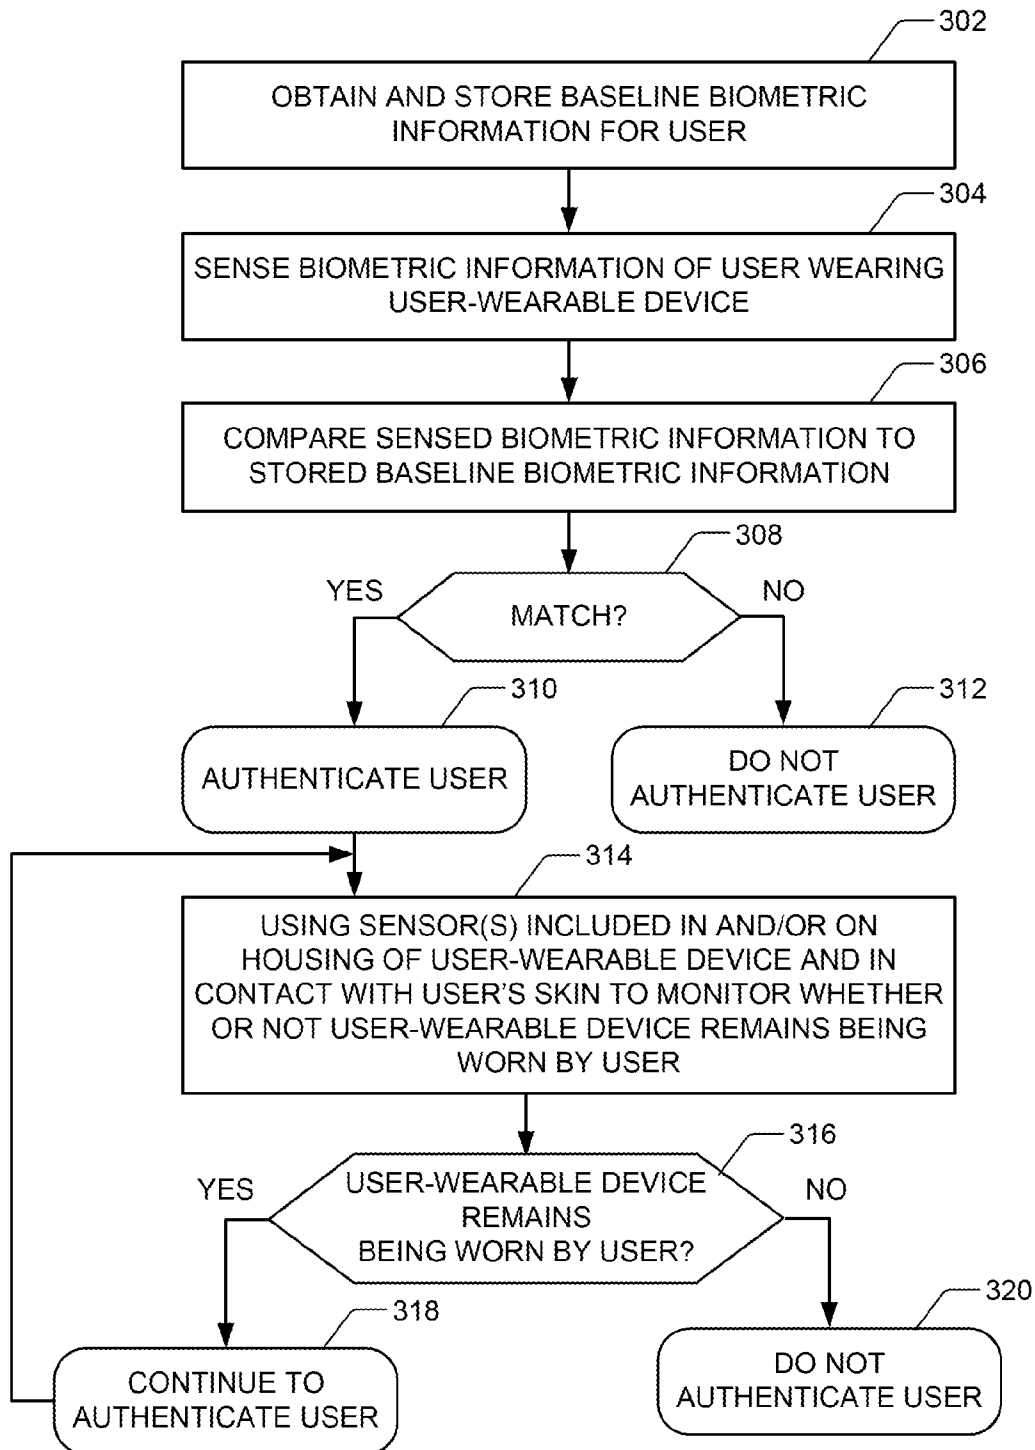 302
OBTAIN AND STORE BASELINE BIOMETRIC
INFORMATION FOR USER
304
SENSE BIOMETRIC INFORMATION OF USER WEARING
USER-WEARABLE DEVICE
306
COMPARE SENSED BIOMETRIC INFORMATION TO
STORED BASELINE BIOMETRIC INFORMATION
308
YES
MATCH?
NO
310
AUTHENTICATE USER
312
DO NOT
AUTHENTICATE USER
314
USING SENSOR(S) INCLUDED IN AND/OR ON
HOUSING OF USER-WEARABLE DEVICE AND IN
CONTACT WITH USER'S SKIN TO MONITOR WHETHER
OR NOT USER-WEARABLE DEVICE REMAINS BEING
WORN BY USER
316
YES
USER-WEARABLE DEVICE
REMAINS
BEING WORN BY USER?
NO
318
CONTINUE TO
AUTHENTICATE USER
320
DO NOT
AUTHENTICATE USER